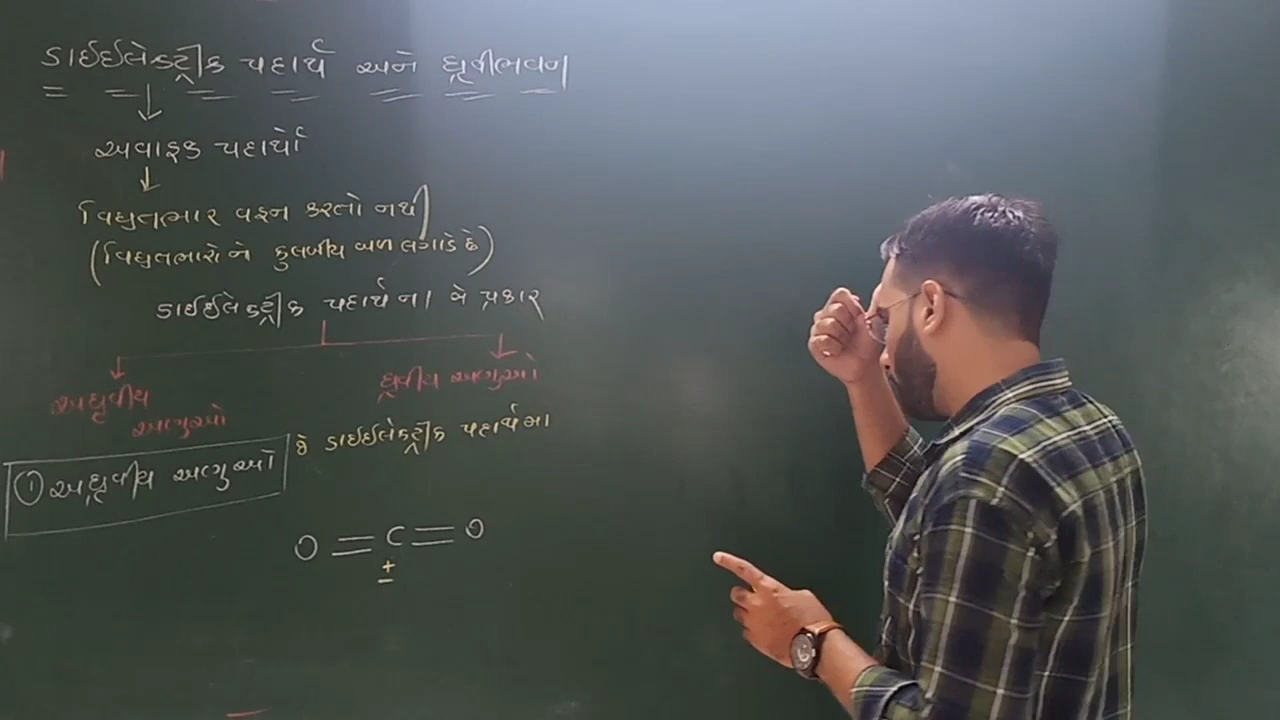 ડાઈઈલેક્ટ્રીક પદાર્થ અને ધ્રૂવીભવન
અવાહક પદાર્થો
વિદ્યુતભાર વહન કરતો નથી
(વિદ્યુતભારોને કુલંબીય બળ લગાડે છે)
ડાઈઈલેક્ટ્રીક પદાર્થના બે પ્રકાર
અધ્રૂવીય અણુઓ
ધ્રૂવીય અણુઓ
① અધ્રૂવીય અણુઓ
જે ડાઈઈલેક્ટ્રીક પદાર્થમા
O = C = O
±